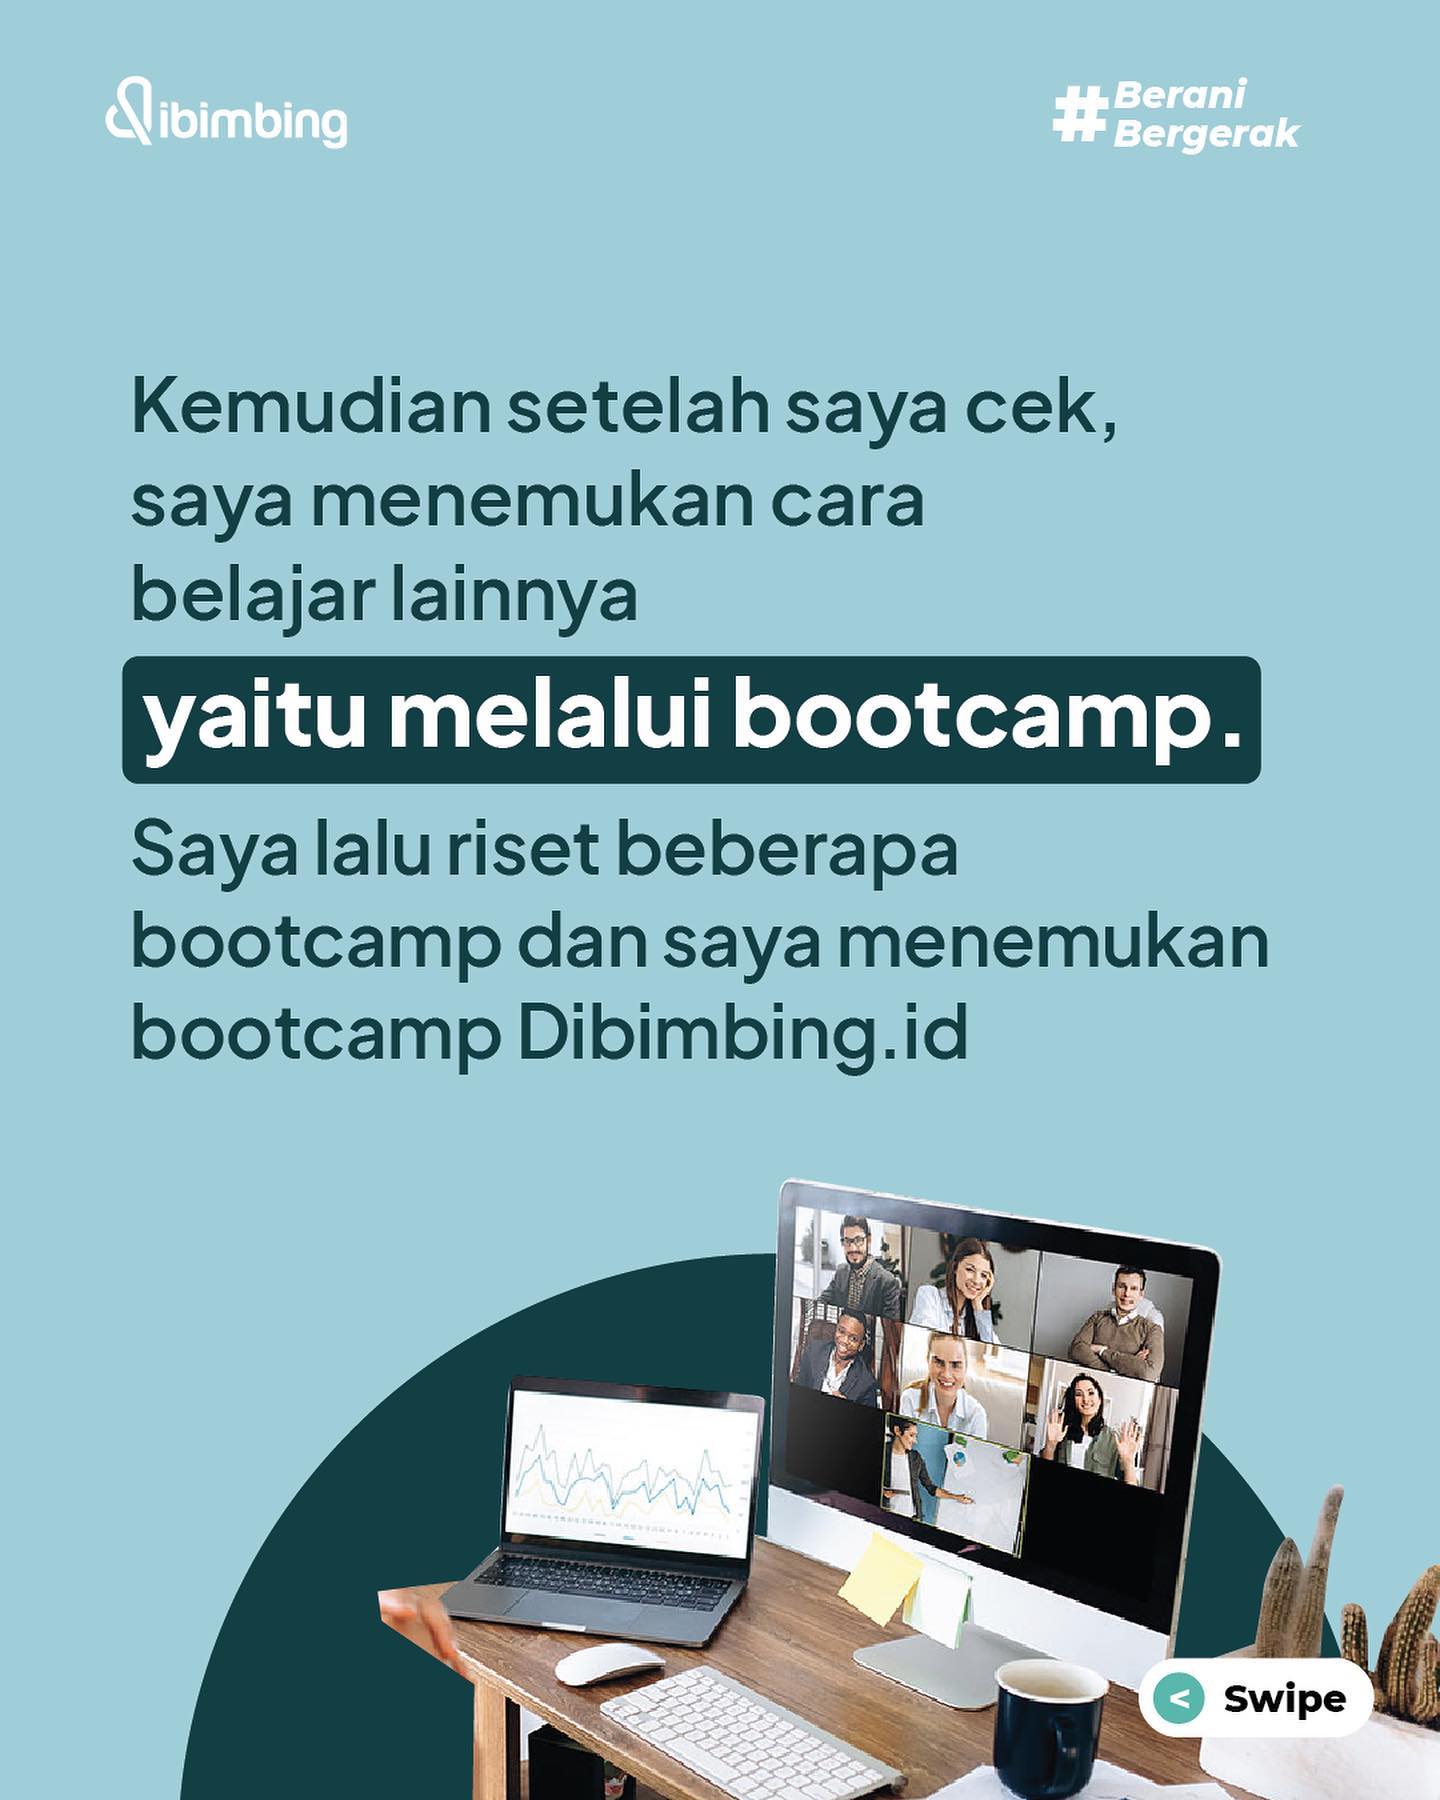 Dibimbing
#Berani
Bergerak
Kemudian setelah saya cek,
saya menemukan cara
belajar lainnya
yaitu melalui bootcamp.
Saya lalu riset beberapa
bootcamp dan saya menemukan
bootcamp Dibimbing.id
< Swipe